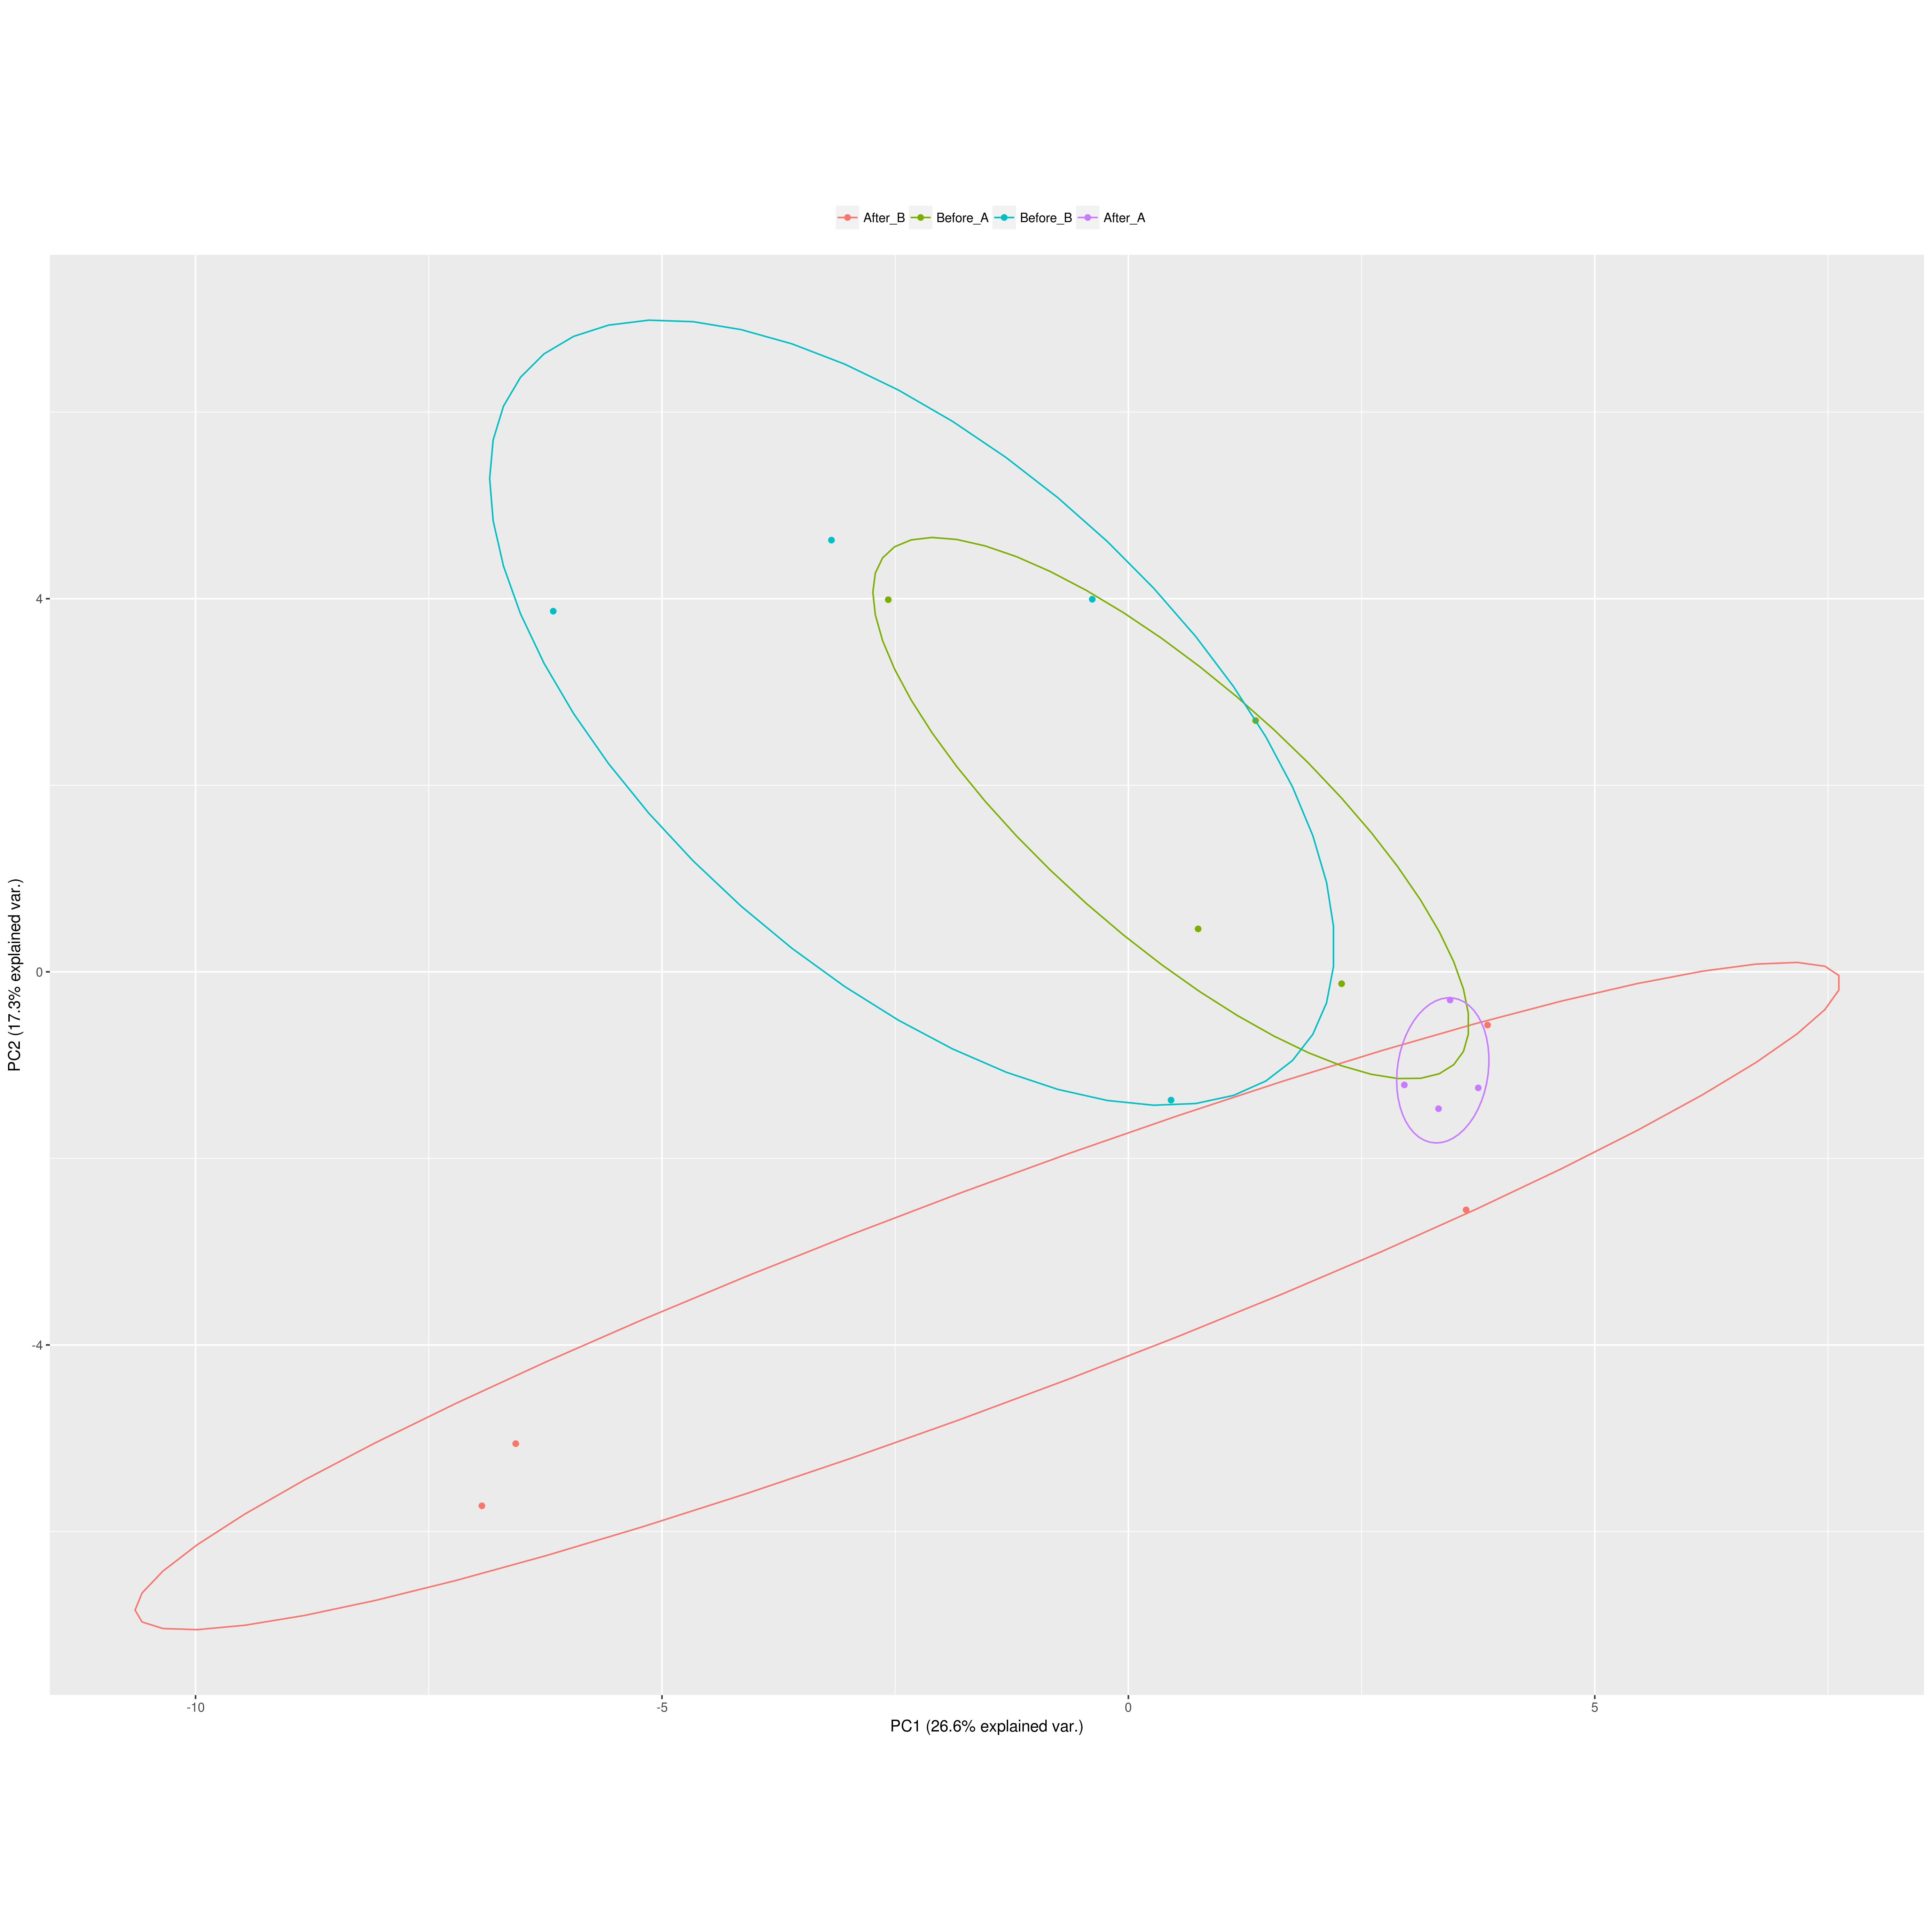 After_B Before_A Before_B After_A
PC2 (17.3% explained var.)
4
0
-4
-10 -5 0 5
PC1 (26.6% explained var.)